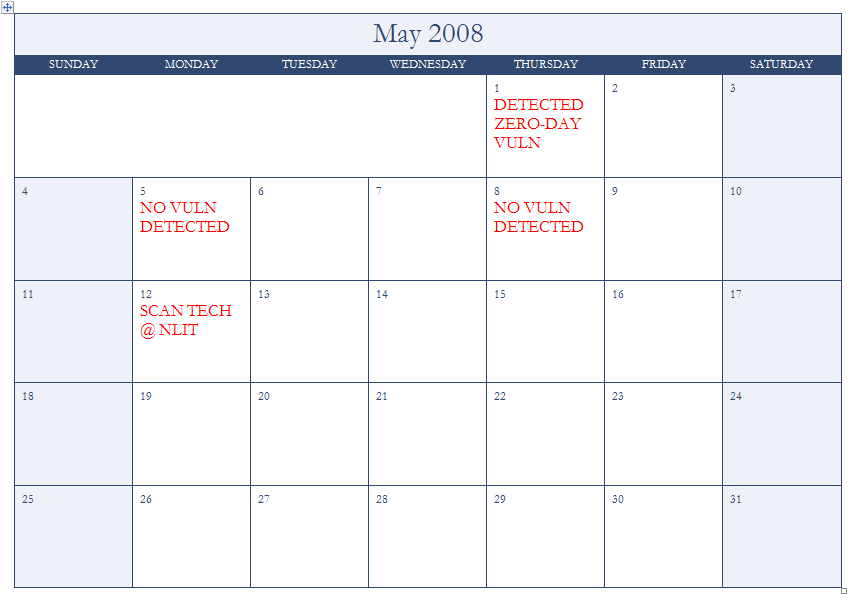 May 2008
SUNDAY MONDAY TUESDAY WEDNESDAY THURSDAY FRIDAY SATURDAY
1 2 3
DETECTED
ZERO-DAY
VULN
4 5 6 7 8 9 10
NO VULN NO VULN
DETECTED DETECTED
11 12 13 14 15 16 17
SCAN TECH
@ NLIT
18 19 20 21 22 23 24
25 26 27 28 29 30 31